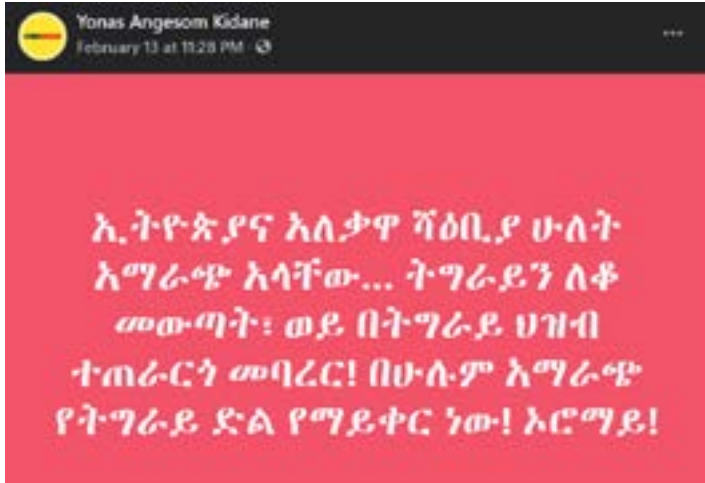 Yonas Angesom Kidane
February 13 at 11:28 PM
ኢትዮጵያና አለቃዋ ሻዕቢያ ሁለት
አማራጭ አላቸው... ትግራይን ለቆ
መውጣት፣ ወይ በትግራይ ህዝብ
ተጠራርጎ መባረር! በሁሉም አማራጭ
የትግራይ ድል የማይቀር ነው! ኦሮማይ!